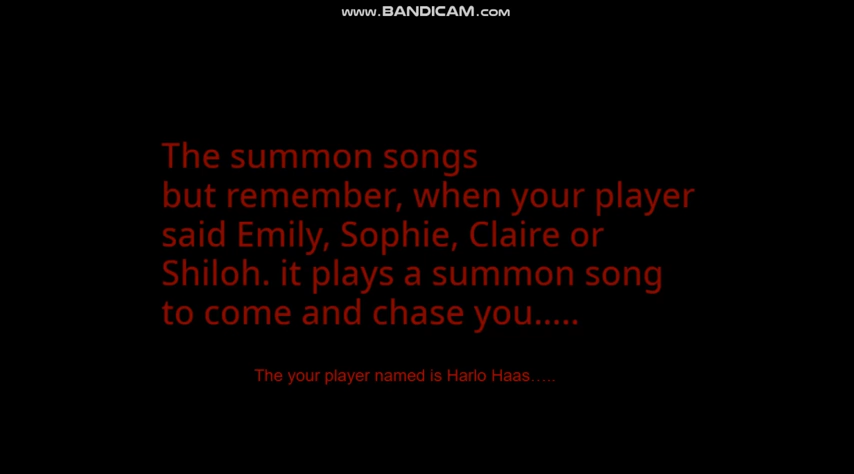 www.BANDICAM.com
The summon songs
but remember, when your player
said Emily, Sophie, Claire or
Shiloh. it plays a summon song
to come and chase you.....
The your player named is Harlo Haas.....